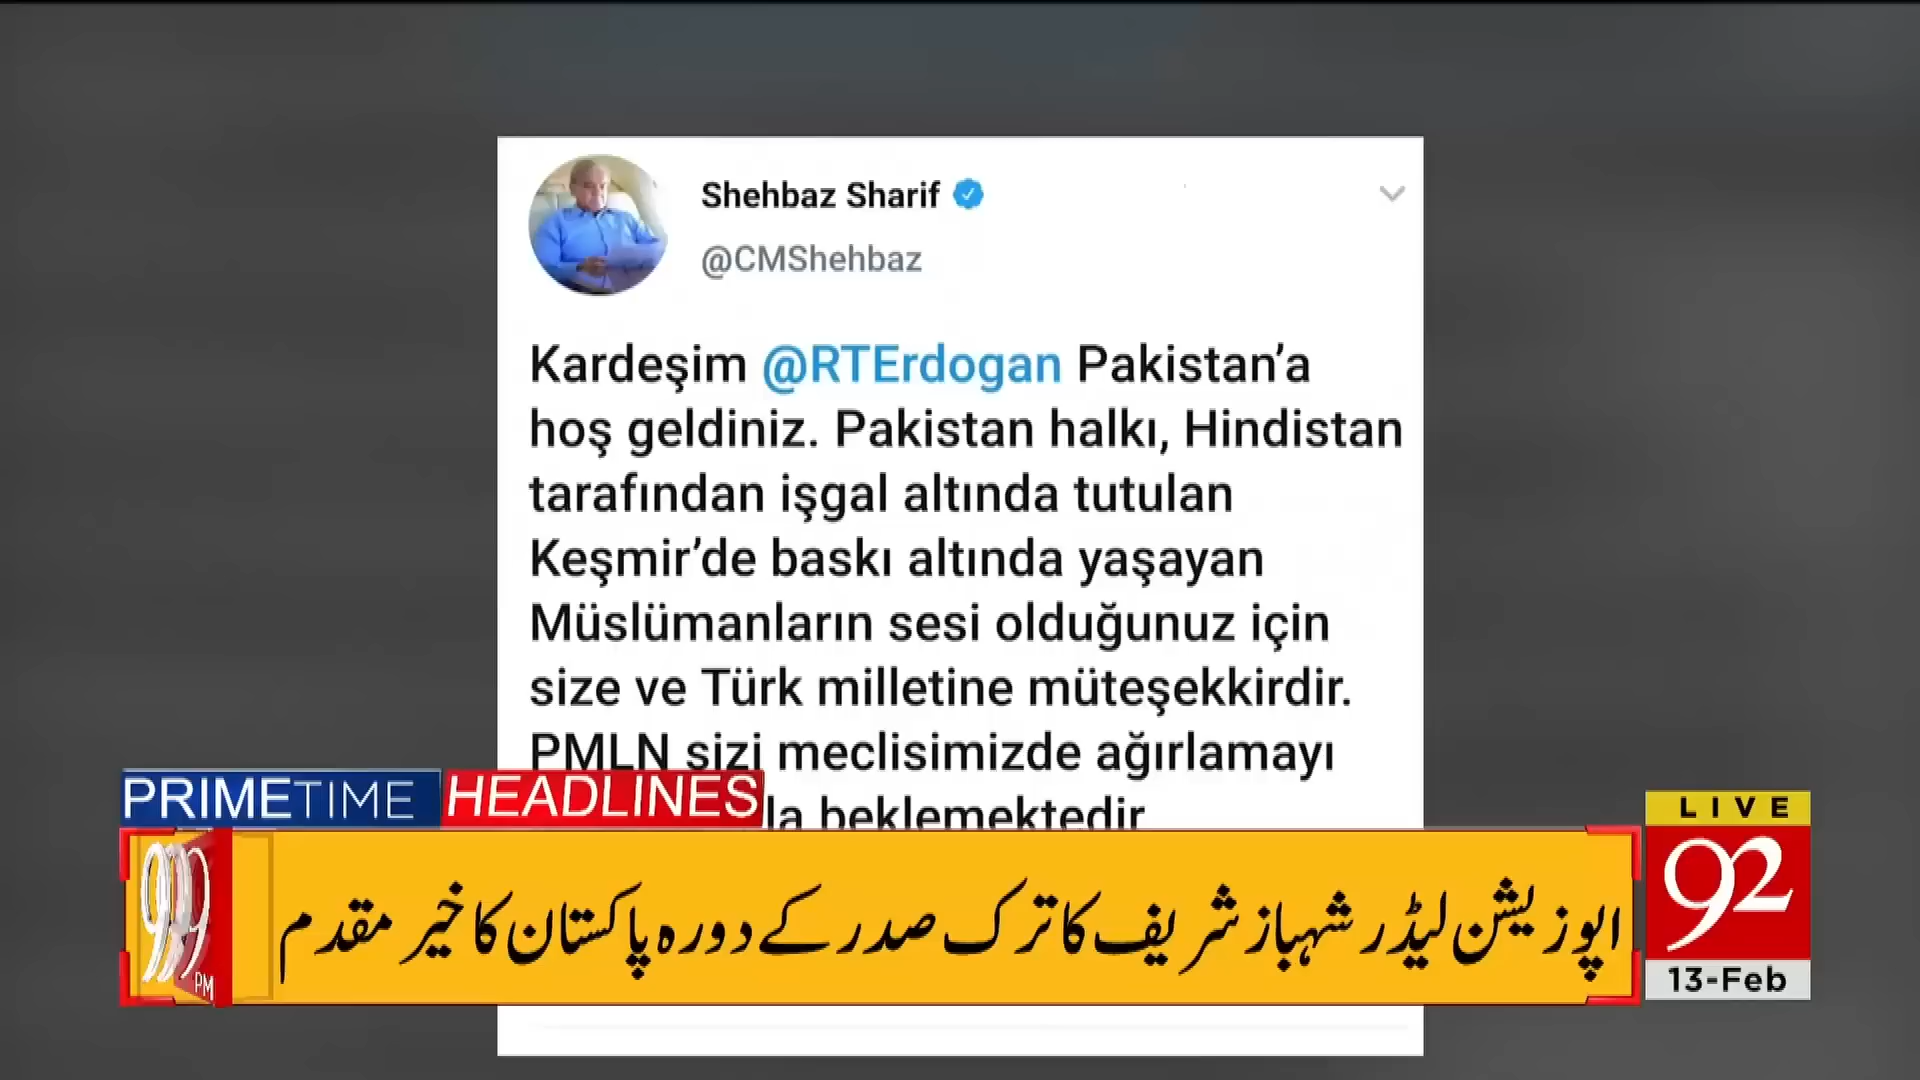 Shehbaz Sharif
@CMShehbaz
Kardeşim @RTErdogan Pakistan’a
hoş geldiniz. Pakistan halkı, Hindistan
tarafından işgal altında tutulan
Keşmir’de baskı altında yaşayan
Müslümanların sesi olduğunuz için
size ve Türk milletine müteşekkirdir.
PMLN sizi meclisimizde ağırlamayı
beklemektedir
PRIMETIME HEADLINES
PM
اپوزیشن لیڈر شہباز شریف کا ترک صدر کے دورہ پاکستان کا خیر مقدم
LIVE
92
13-Feb